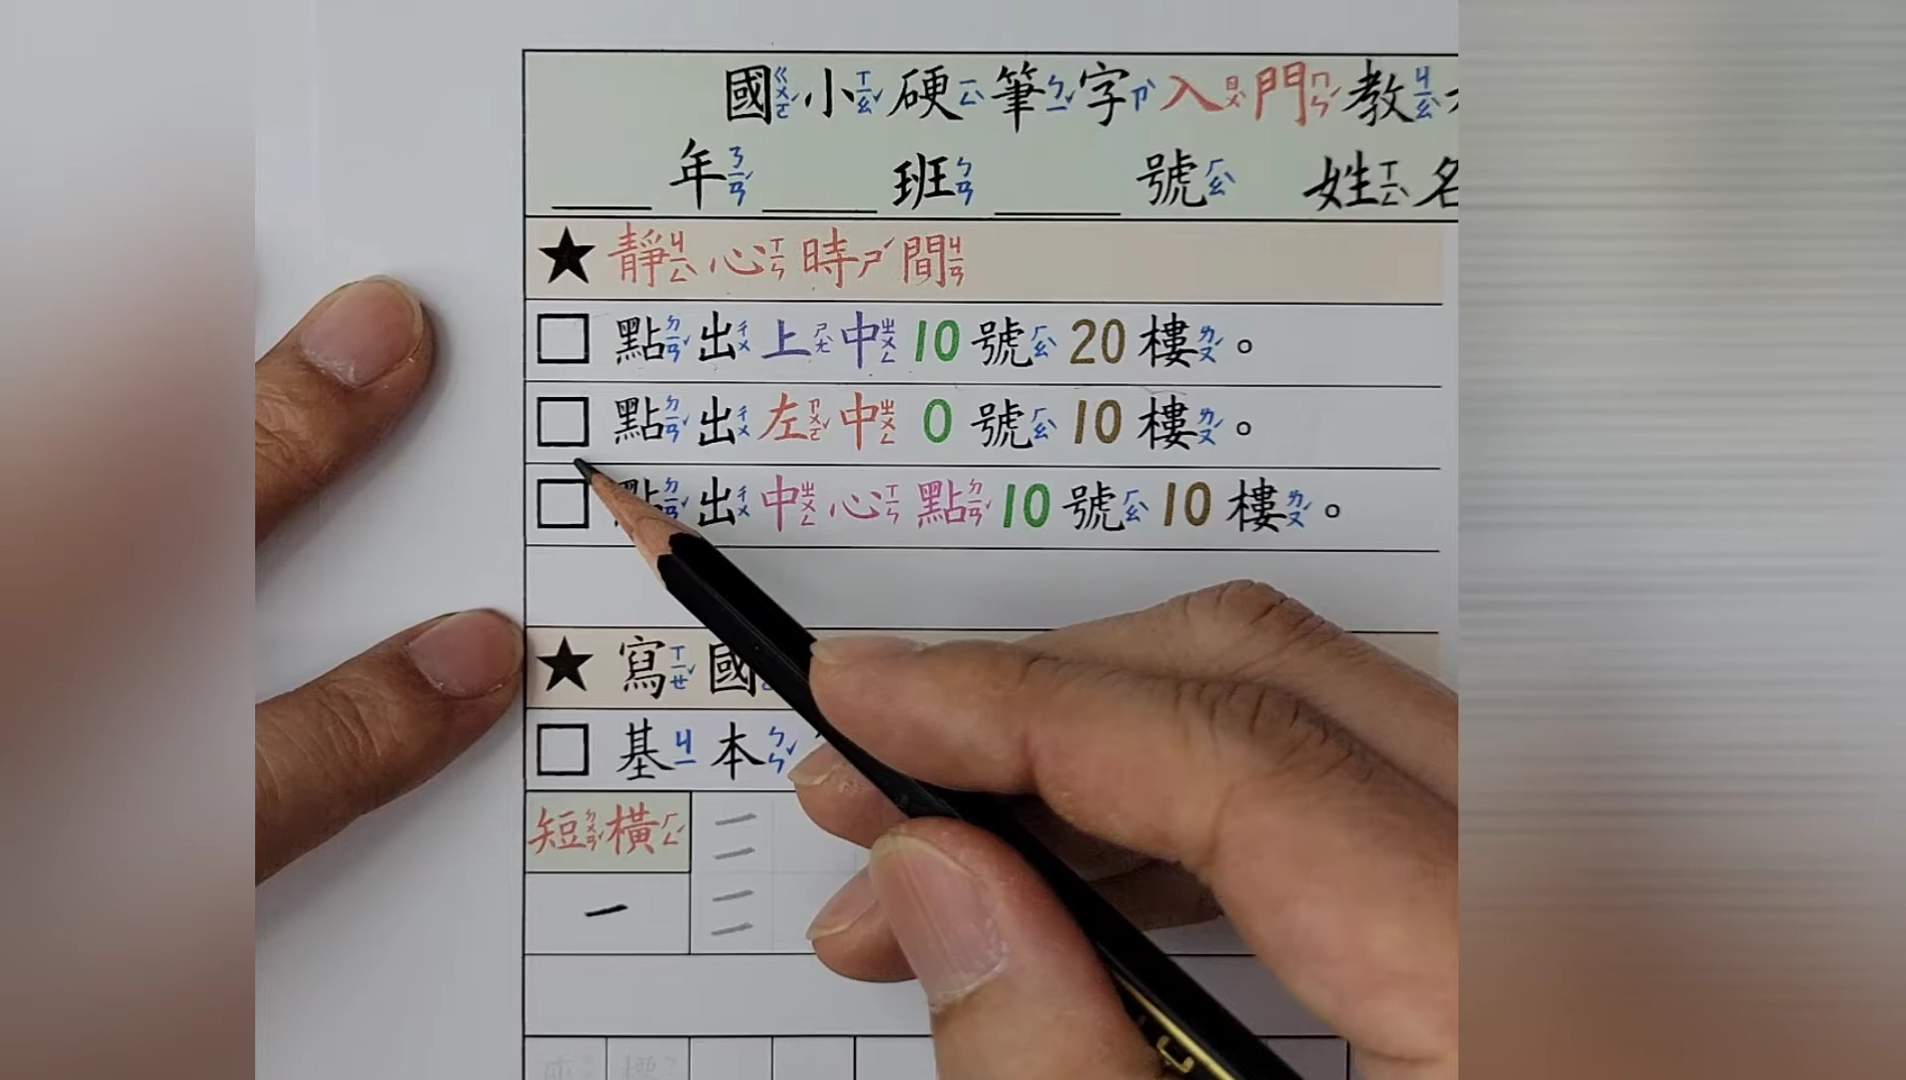 國小硬筆字入門教
年 班 號 姓名
★靜心時間
□點出上中10號20樓。
□點出左中0號10樓。
□點出中心點10號10樓。
★寫國
□基本
短橫
一